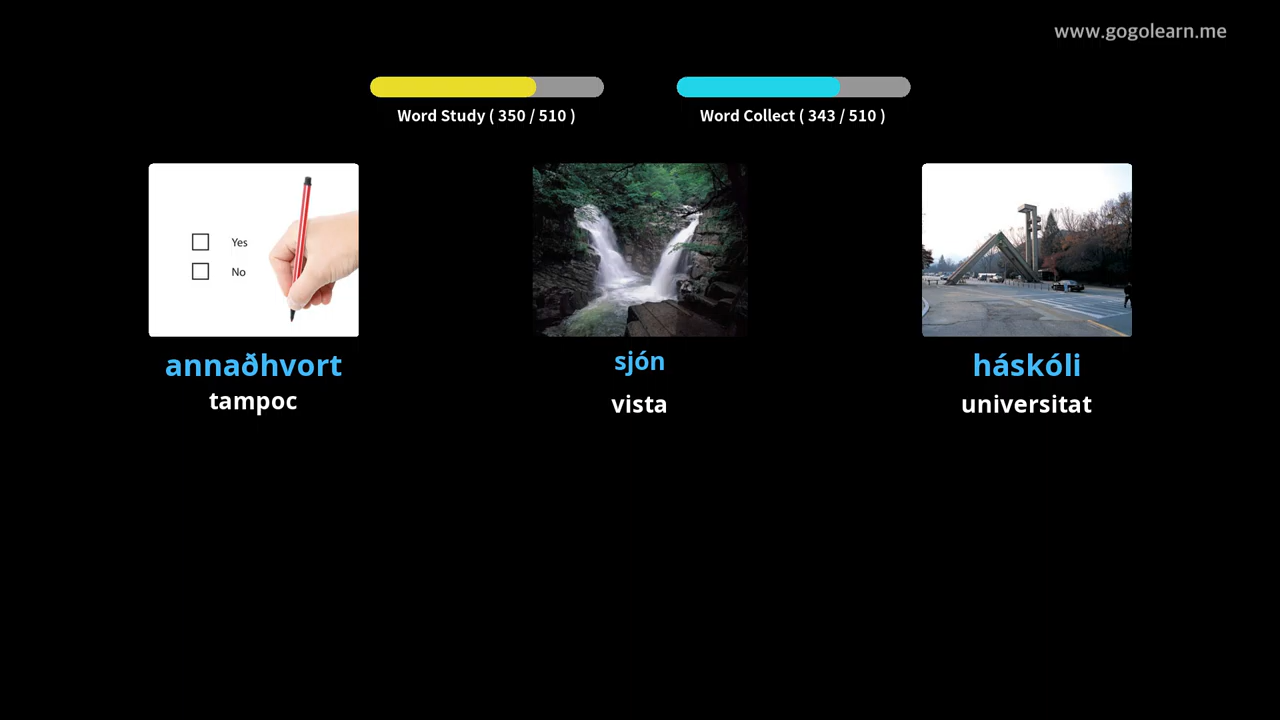 www.gogolearn.me
Word Study ( 350 / 510 )
Word Collect ( 343 / 510 )
Yes
No
annaðhvort
tampoc
sjón
vista
háskóli
universitat